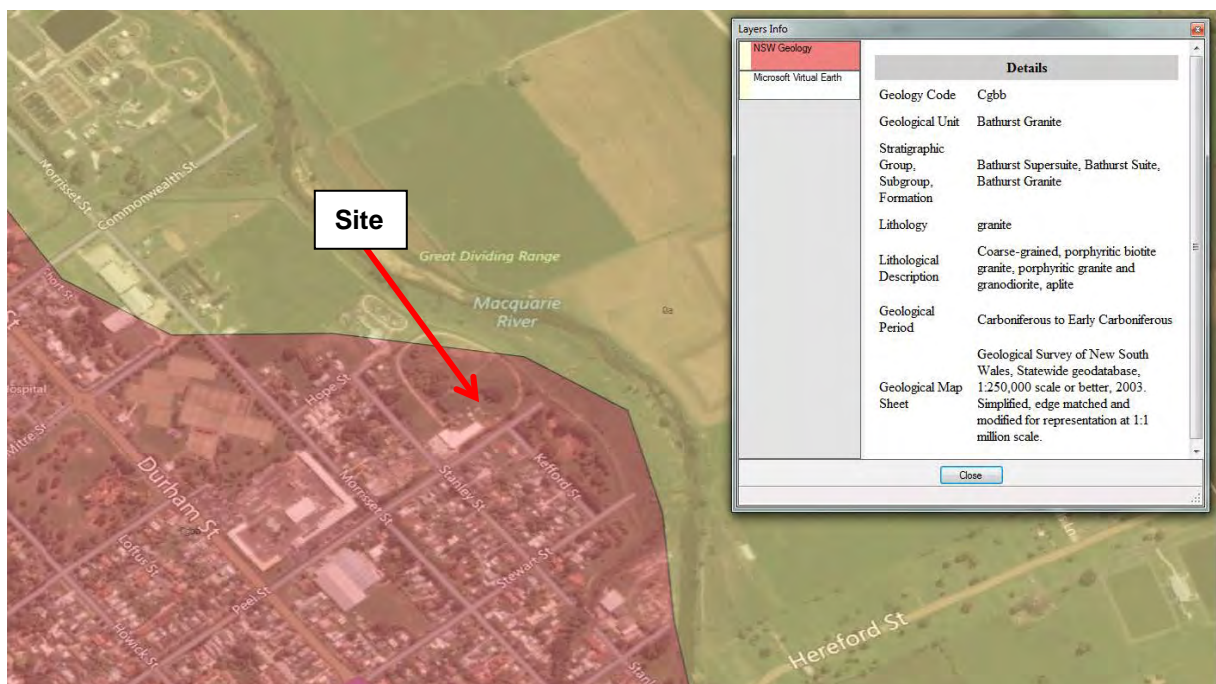 Layers Info
NSW Geology
Microsoft Virtual Earth
Details
Geology Code Cgbb
Geological Unit Bathurst Granite
Stratigraphic
Group,
Subgroup,
Formation
Bathurst Supersuite, Bathurst Suite,
Bathurst Granite
Lithology granite
Lithological
Description
Coarse-grained, porphyritic biotite
granite, porphyritic granite and
granodiorite, aplite
Geological
Period
Carboniferous to Early Carboniferous
Geological Map
Sheet
Geological Survey of New South
Wales, Statewide geodatabase,
1:250,000 scale or better, 2003.
Simplified, edge matched and
modified for representation at 1:1
million scale.
Close
Morrisset St
Commonwealth St
Site
Great Dividing Range
Macquarie
River
Short St
St
Hospital
Mitre St
Hope St
Durham St
Morrisset St
Stanley St
Kefford St
Loftus St
Peel St
Stewart St
Howick St
Hereford St